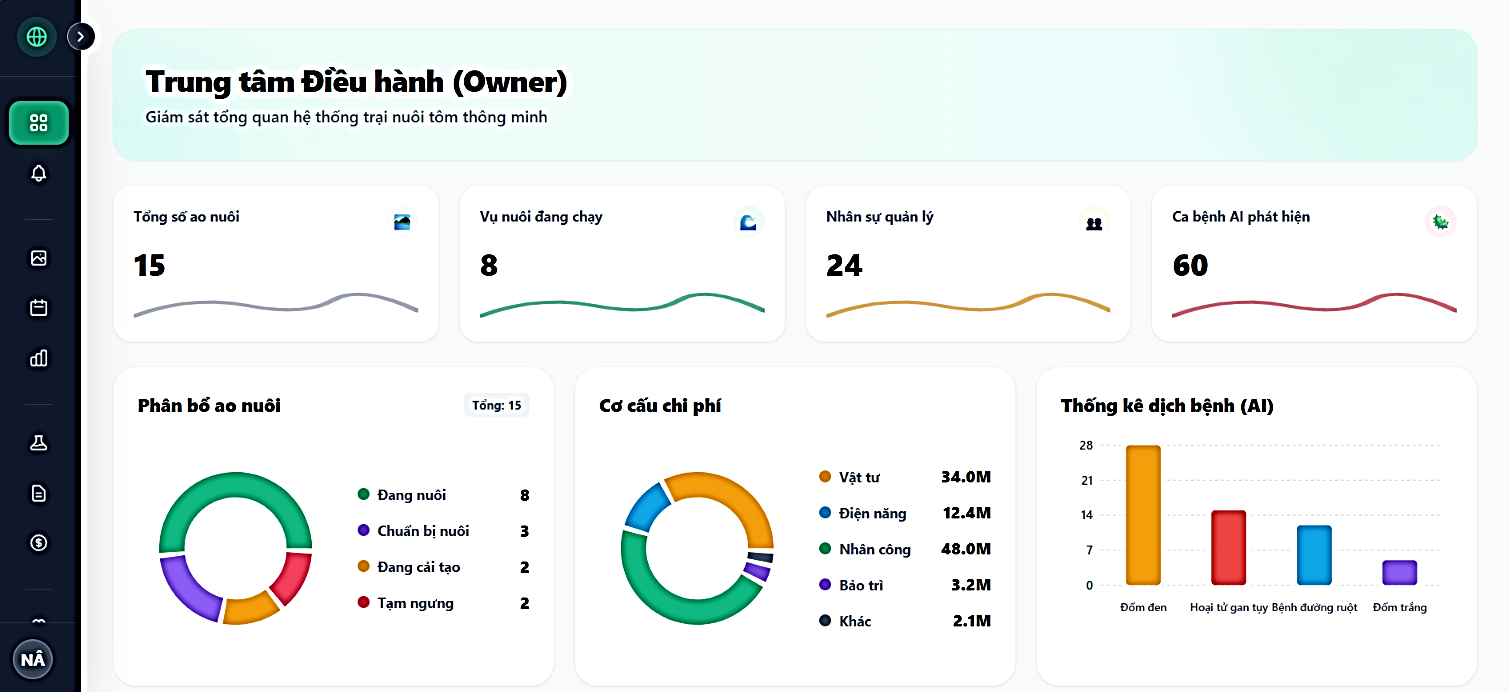 Trung tâm Điều hành (Owner)
Giám sát tổng quan hệ thống trại nuôi tôm thông minh
Tổng số ao nuôi
15
Vụ nuôi đang chạy
8
Nhân sự quản lý
24
Ca bệnh AI phát hiện
60
Phân bổ ao nuôi
Tổng: 15
Đang nuôi 8
Chuẩn bị nuôi 3
Đang cải tạo 2
Tạm ngưng 2
Cơ cấu chi phí
Vật tư 34.0M
Điện năng 12.4M
Nhân công 48.0M
Bảo trì 3.2M
Khác 2.1M
Thống kê dịch bệnh (AI)
28
21
14
7
0
Đốm đen Hoại tử gan tụy Bệnh đường ruột Đốm trắng
NÂ